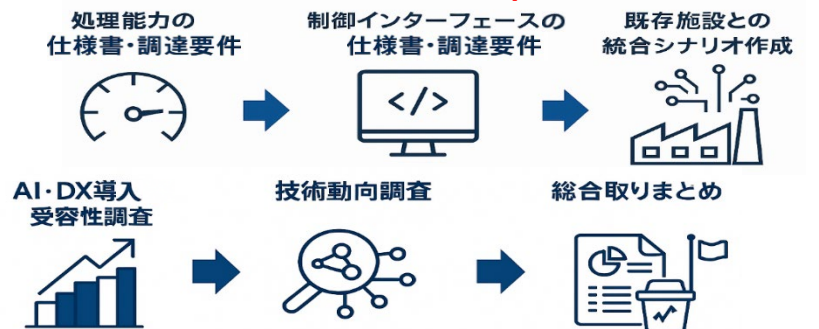 処理能力の
仕様書・調達要件
制御インターフェースの
仕様書・調達要件
既存施設との
統合シナリオ作成
</>
AI・DX導入
受容性調査
技術動向調査
総合取りまとめ